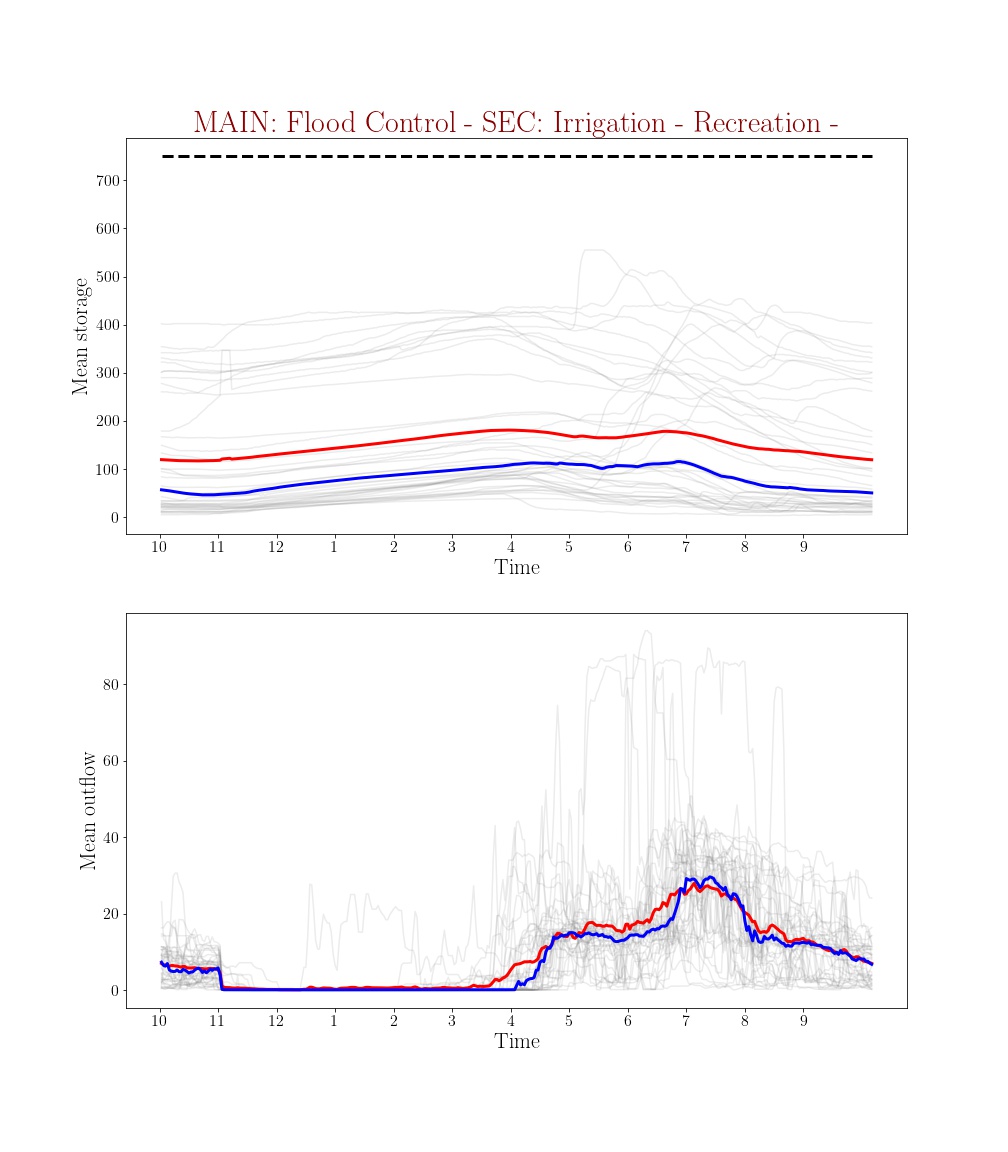 MAIN: Flood Control - SEC: Irrigation - Recreation -
Mean storage
700
600
500
400
300
200
100
0
10 11 12 1 2 3 4 5 6 7 8 9
Time
Mean outflow
80
60
40
20
0
10 11 12 1 2 3 4 5 6 7 8 9
Time